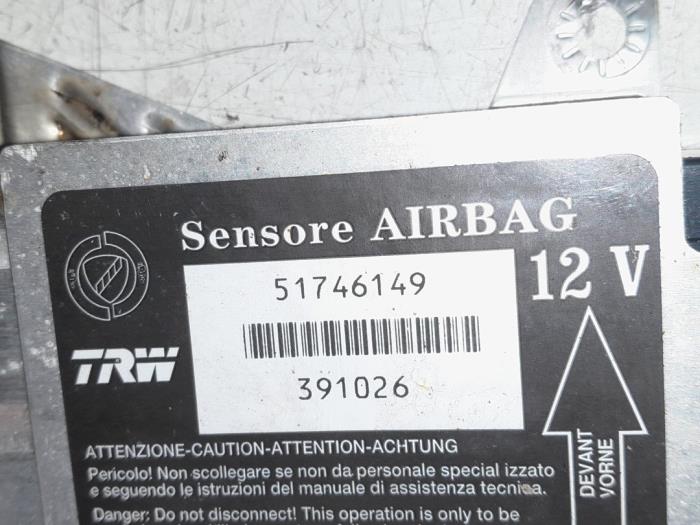 Sensore AIRBAG
51746149
12 V
TRW
391026
DEVANT
VORNE
ATTENZIONE-CAUTION-ATTENTION-ACHTUNG
Pericolo! Non scollegare se non da personale special izzato
e seguendo le istruzioni del manuale di assistenza tecnica.
Danger: Do not disconnect! This operation is only to be